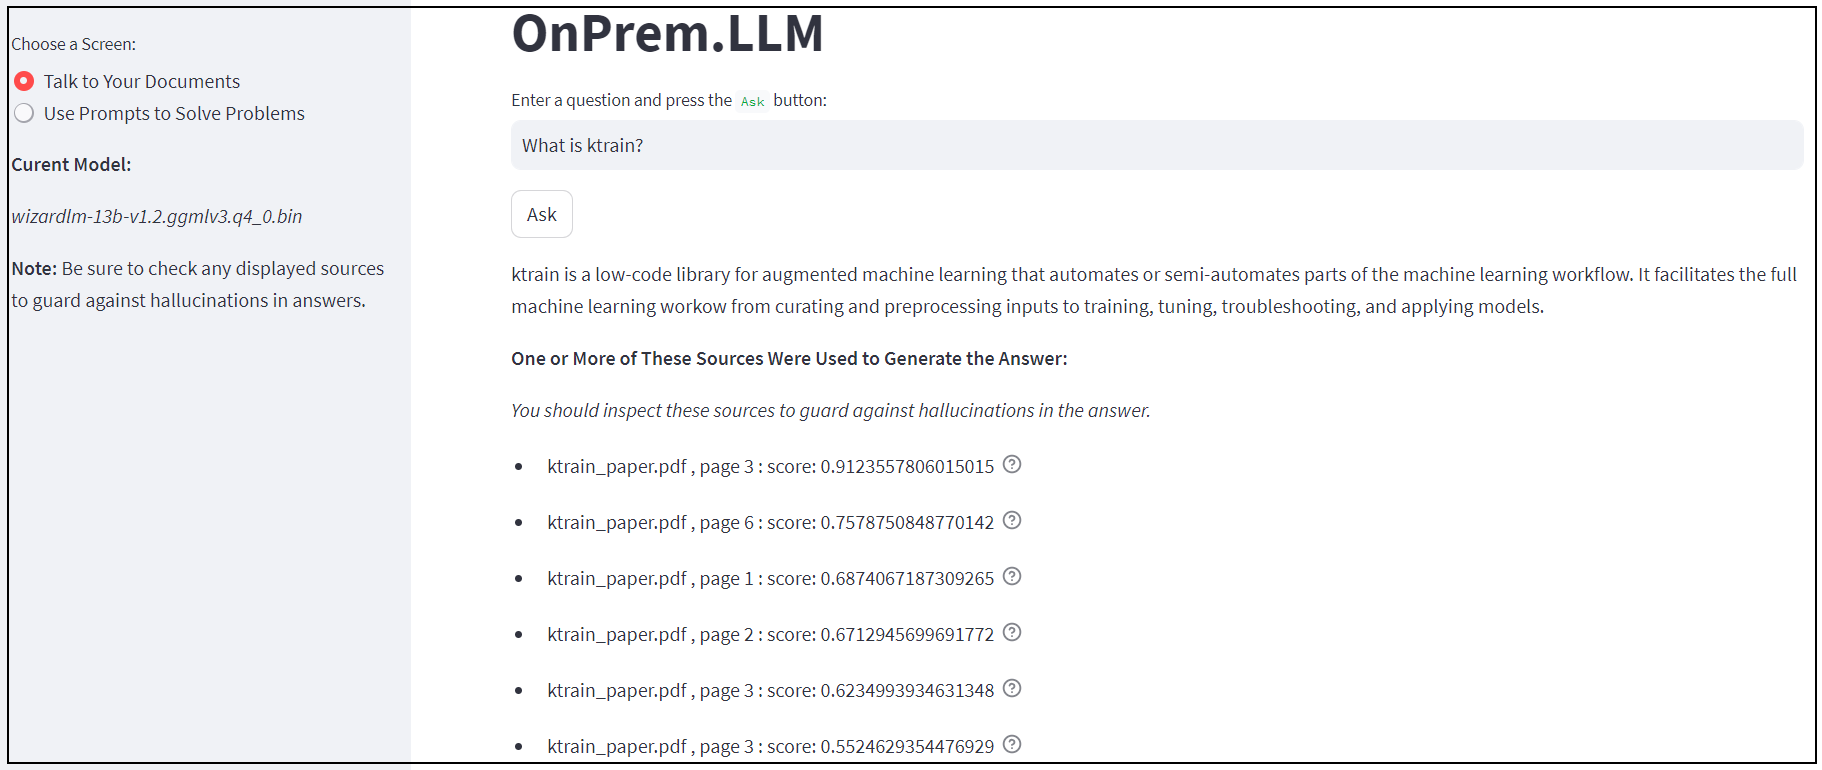 Choose a Screen:
Talk to Your Documents
Use Prompts to Solve Problems
Curent Model:
wizardlm-13b-v1.2.ggmlv3.q4_0.bin
Note: Be sure to check any displayed sources
to guard against hallucinations in answers.
OnPrem.LLM
Enter a question and press the Ask button:
What is ktrain?
Ask
ktrain is a low-code library for augmented machine learning that automates or semi-automates parts of the machine learning workflow. It facilitates the full
machine learning workow from curating and preprocessing inputs to training, tuning, troubleshooting, and applying models.
One or More of These Sources Were Used to Generate the Answer:
You should inspect these sources to guard against hallucinations in the answer.
• ktrain_paper.pdf , page 3 : score: 0.9123557806015015
• ktrain_paper.pdf , page 6 : score: 0.7578750848770142
• ktrain_paper.pdf , page 1 : score: 0.6874067187309265
• ktrain_paper.pdf , page 2 : score: 0.6712945699691772
• ktrain_paper.pdf , page 3 : score: 0.6234993934631348
• ktrain_paper.pdf , page 3 : score: 0.5524629354476929